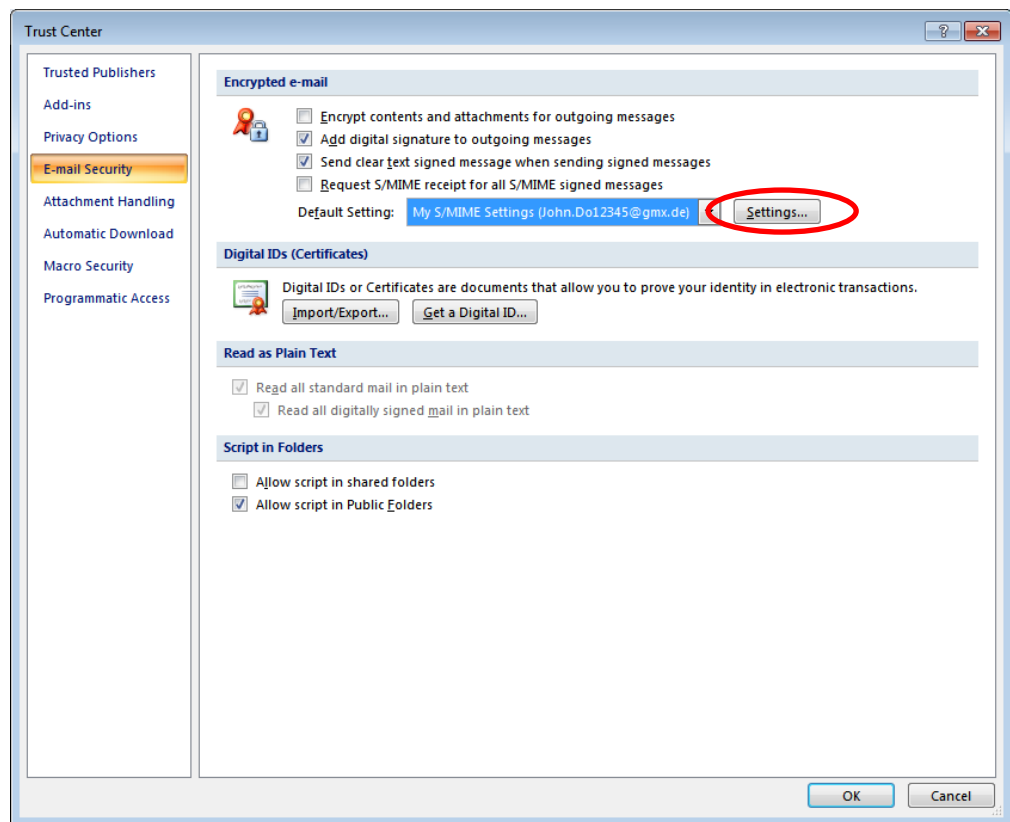 Trust Center
Trusted Publishers
Add-ins
Privacy Options
E-mail Security
Attachment Handling
Automatic Download
Macro Security
Programmatic Access
Encrypted e-mail
Encrypt contents and attachments for outgoing messages
Add digital signature to outgoing messages
Send clear text signed message when sending signed messages
Request S/MIME receipt for all S/MIME signed messages
Default Setting: My S/MIME Settings (John.Do12345@gmx.de) Settings...
Digital IDs (Certificates)
Digital IDs or Certificates are documents that allow you to prove your identity in electronic transactions.
Import/Export... Get a Digital ID...
Read as Plain Text
Read all standard mail in plain text
Read all digitally signed mail in plain text
Script in Folders
Allow script in shared folders
Allow script in Public Folders
OK Cancel